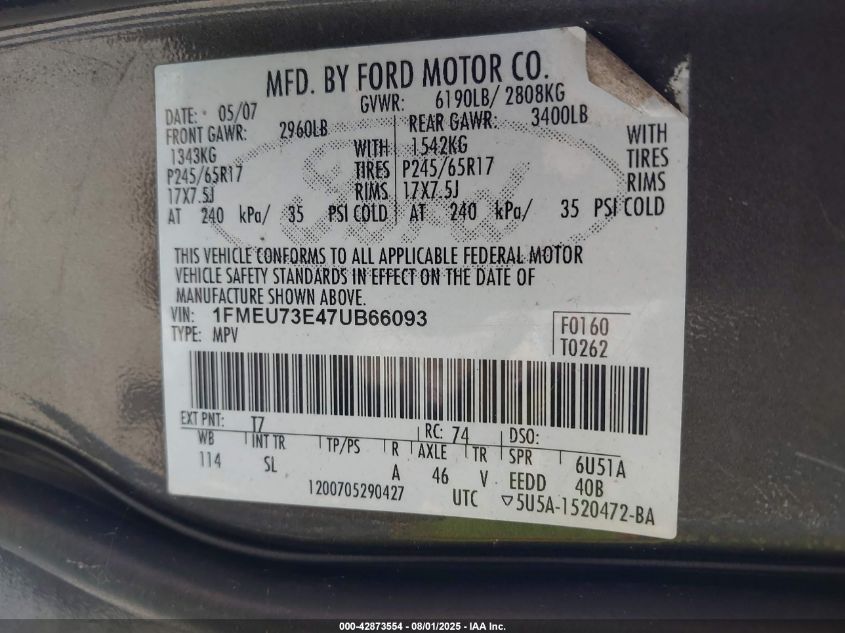 MFD. BY FORD MOTOR CO.
DATE: 05/07 GVWR: 6190LB/ 2808KG
FRONT GAWR: 2960LB REAR GAWR: 3400LB
1343KG WITH 1542KG WITH
P245/65R17 TIRES P245/65R17 TIRES
17X7.5J RIMS 17X7.5J RIMS
AT 240 kPa/ 35 PSI COLD AT 240 kPa/ 35 PSI COLD
THIS VEHICLE CONFORMS TO ALL APPLICABLE FEDERAL MOTOR
VEHICLE SAFETY STANDARDS IN EFFECT ON THE DATE OF
MANUFACTURE SHOWN ABOVE.
VIN: 1FMEU73E47UB66093 F0160
TYPE: MPV T0262
EXT PNT: T7 RC: 74 DSO:
WB INT TR TP/PS R AXLE TR SPR 6U51A
114 SL A 46 V EEDD 40B
1200705290427 UTC ▽5U5A-1520472-BA
000-42873554 - 08/01/2025 - IAA Inc.